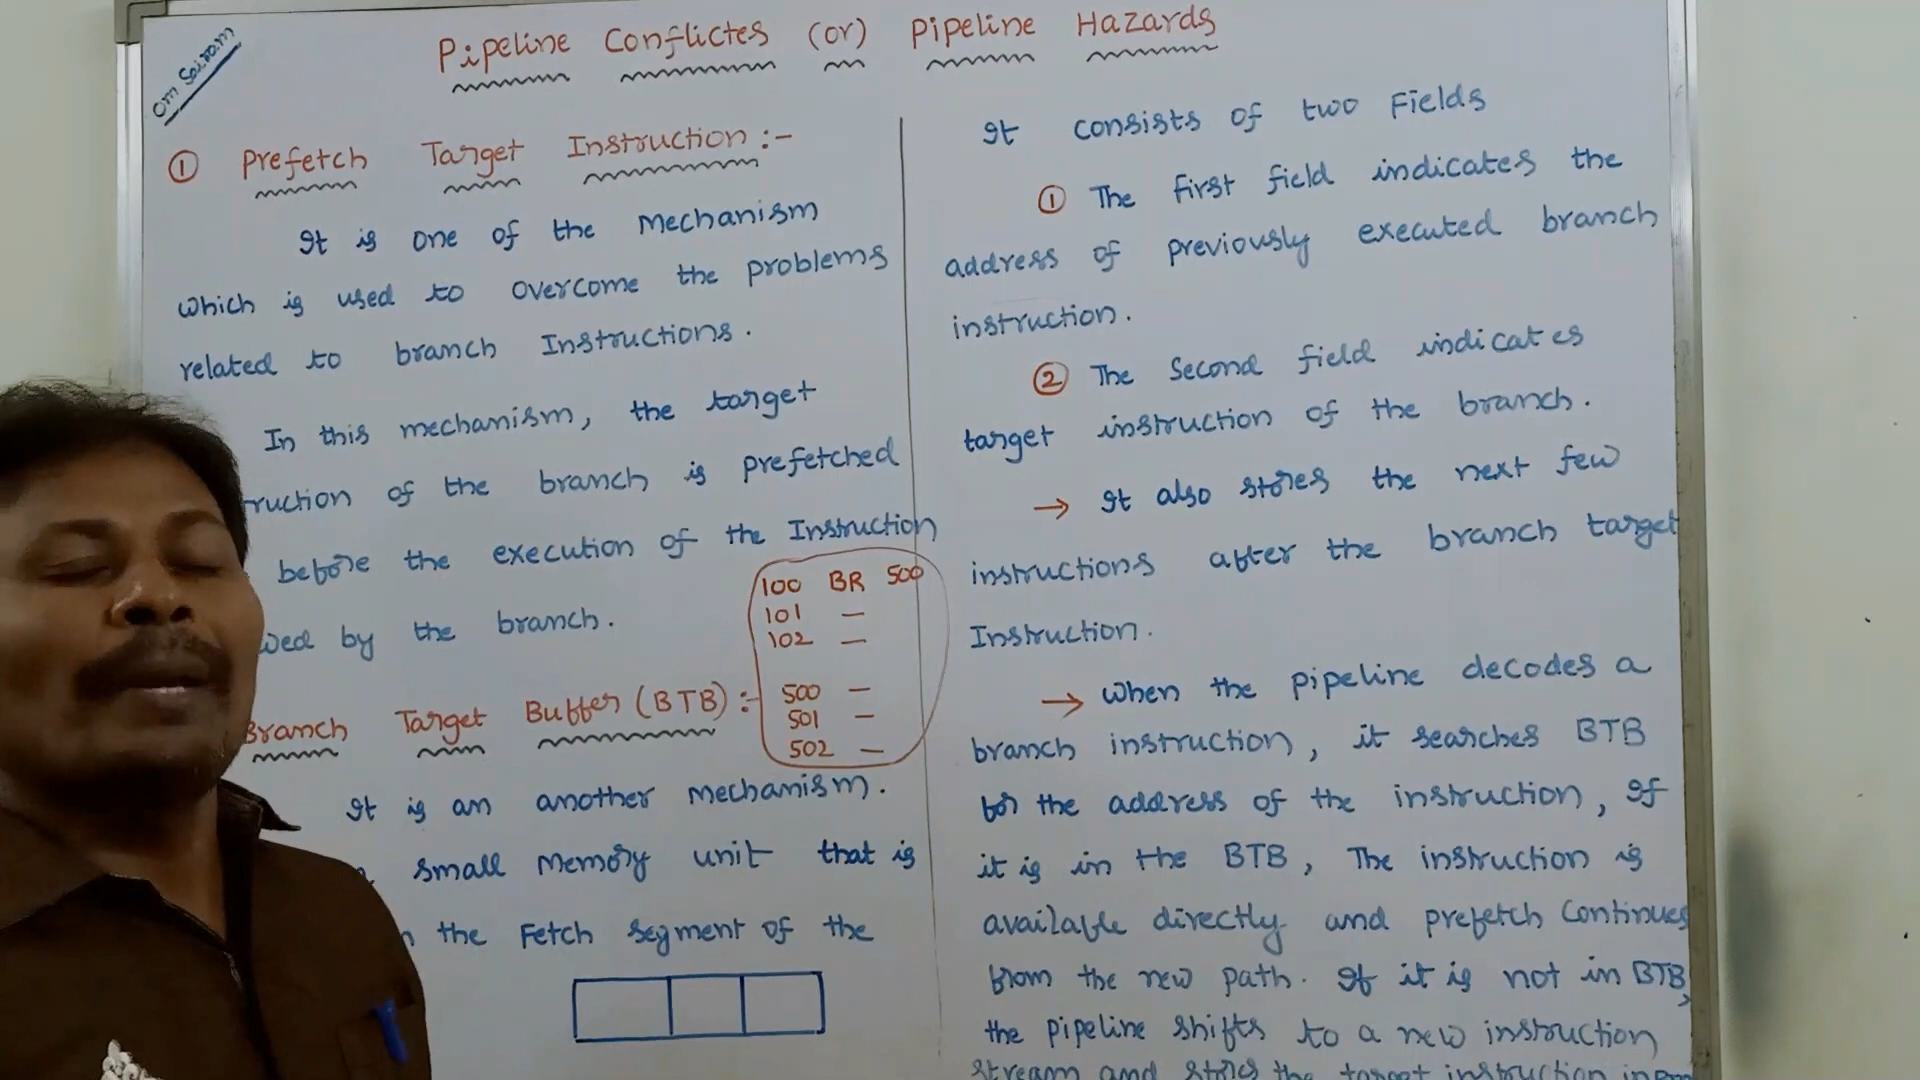 Om Sairam
Pipeline Conflictes (or) Pipeline Hazards
① Prefetch Target Instruction :-
It is one of the Mechanism
which is used to overcome the problems
related to branch Instructions.
In this mechanism, the target
ruction of the branch is prefetched
before the execution of the Instruction
wed by the branch.
100 BR 500
101 —
102 —
500 —
501 —
502 —
Branch Target Buffer (BTB) :-
It is an another mechanism.
small memory unit that is
the Fetch segment of the
It consists of two Fields
① The first field indicates the
address of previously executed branch
instruction.
② The Second field indicates
target instruction of the branch.
→ It also stores the next few
instructions after the branch target
Instruction.
→ when the pipeline decodes a
branch instruction, it searches BTB
for the address of the instruction, If
it is in the BTB, The instruction is
available directly and prefetch continues
from the new path. If it is not in BTB,
the pipeline shifts to a new instruction
stream and stores the target instruction in